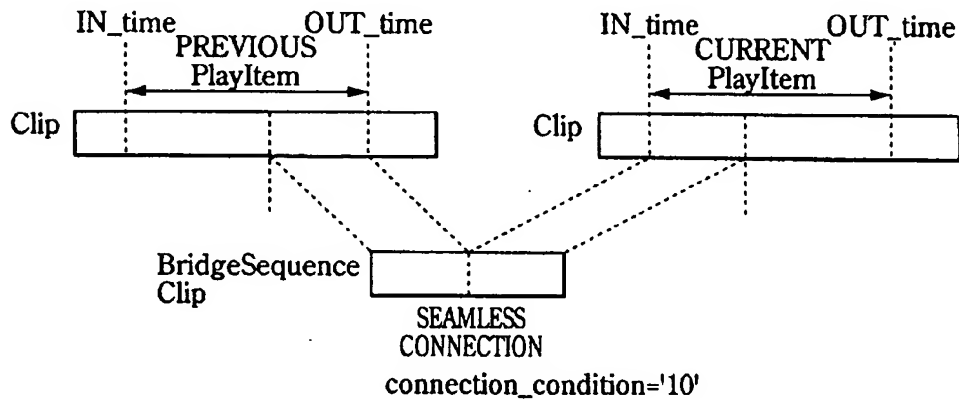 IN_time
OUT_time
PREVIOUS
PlayItem
Clip
IN_time
OUT_time
CURRENT
PlayItem
Clip
BridgeSequence
Clip
SEAMLESS
CONNECTION
connection_condition='10'